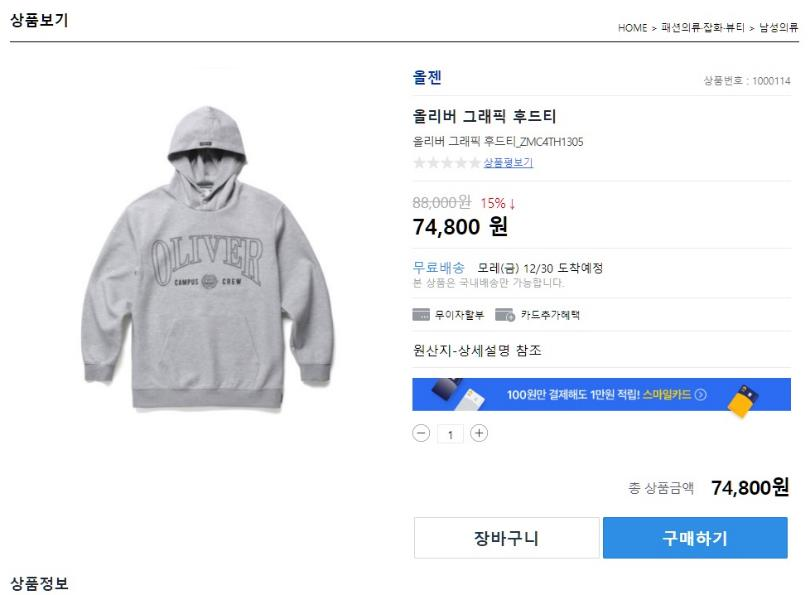 상품보기
HOME > 패션의류·잡화·뷰티 > 남성의류
올젠
상품번호 : 1000114
올리버 그래픽 후드티
올리버 그래픽 후드티_ZMC4TH1305
상품평보기
88,000원 15%↓
74,800 원
무료배송 모레(금) 12/30 도착예정
본 상품은 국내배송만 가능합니다.
무이자할부 카드추가혜택
원산지-상세설명 참조
100원만 결제해도 1만원 적립! 스마일카드
1
총 상품금액 74,800원
장바구니 구매하기
OLIVER
CAMPUS CREW
상품정보